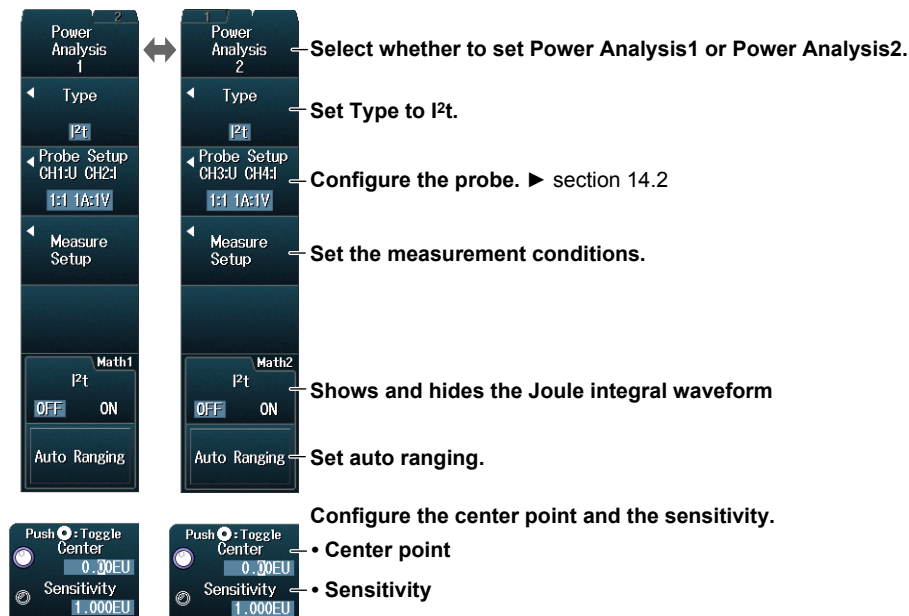 2
Power
Analysis
1
1
Power
Analysis
2
Select whether to set Power Analysis1 or Power Analysis2.
Type
I²t
Type
I²t
Set Type to I²t.
Probe Setup
CH1:U CH2:I
1:1 1A:1V
Probe Setup
CH3:U CH4:I
1:1 1A:1V
Configure the probe. ► section 14.2
Measure
Setup
Measure
Setup
Set the measurement conditions.
Math1
I²t
OFF ON
Math2
I²t
OFF ON
Shows and hides the Joule integral waveform
Auto Ranging
Auto Ranging
Set auto ranging.
Configure the center point and the sensitivity.
Push :Toggle
Center
0.00EU
Push :Toggle
Center
0.00EU
• Center point
Sensitivity
1.000EU
Sensitivity
1.000EU
• Sensitivity